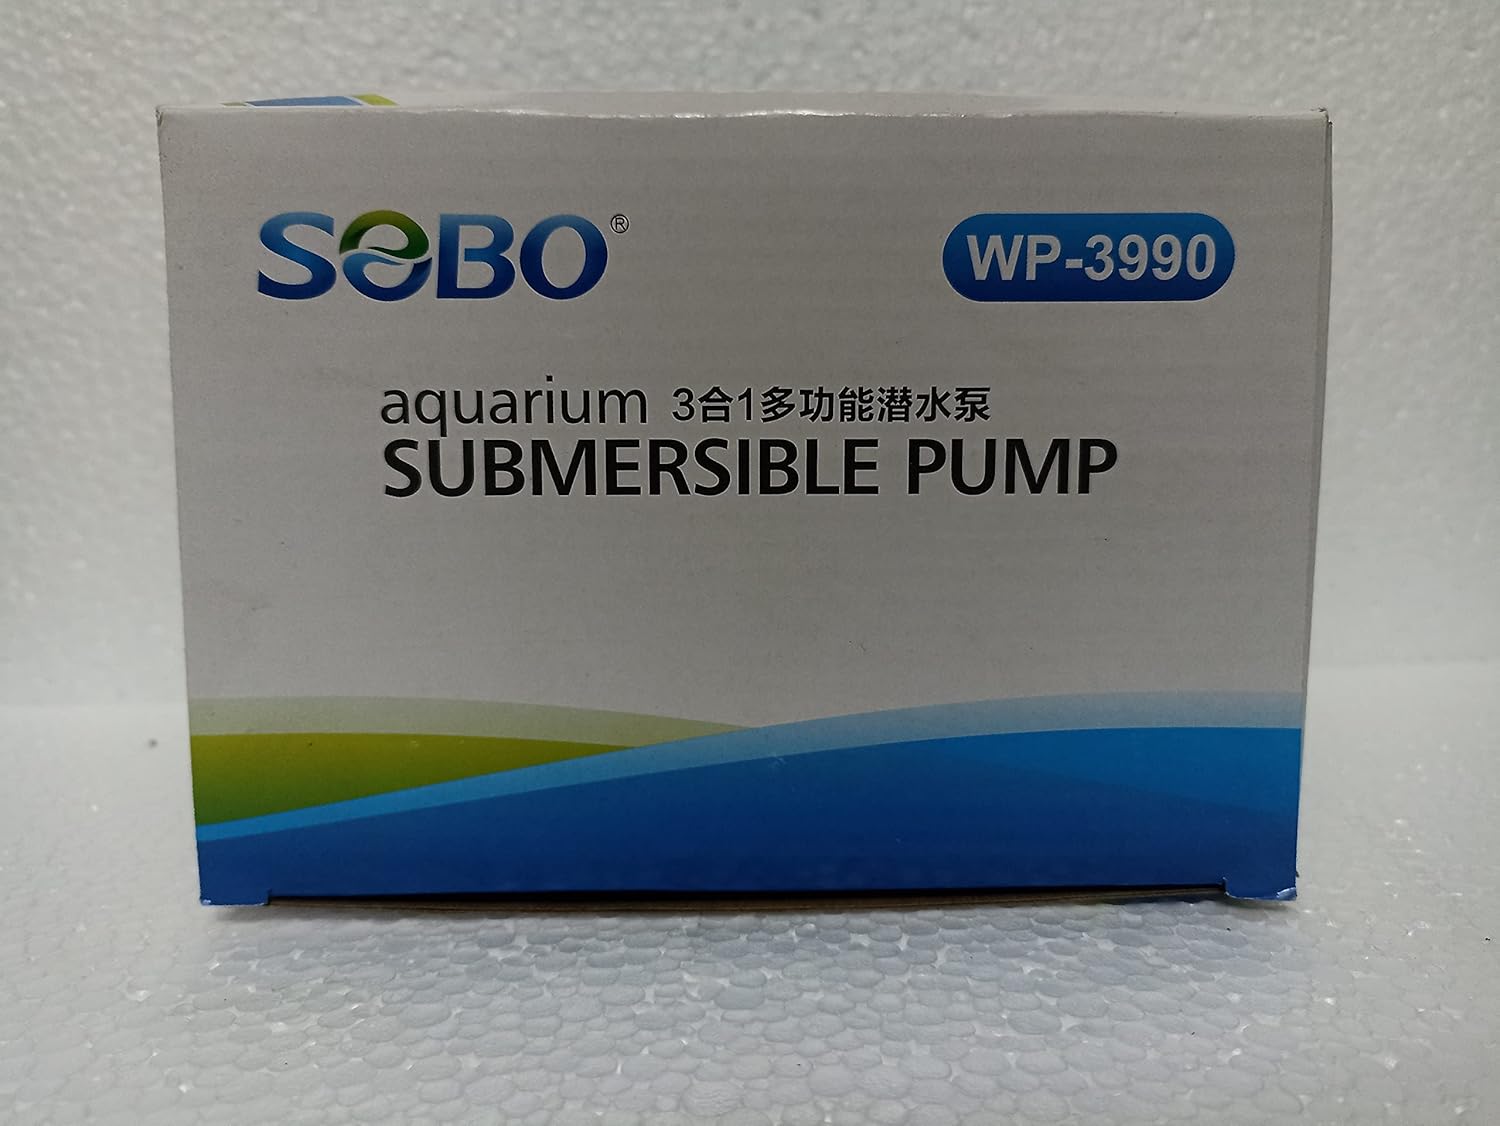 SOBO®
WP-3990
aquarium 3合1多功能潜水泵
SUBMERSIBLE PUMP